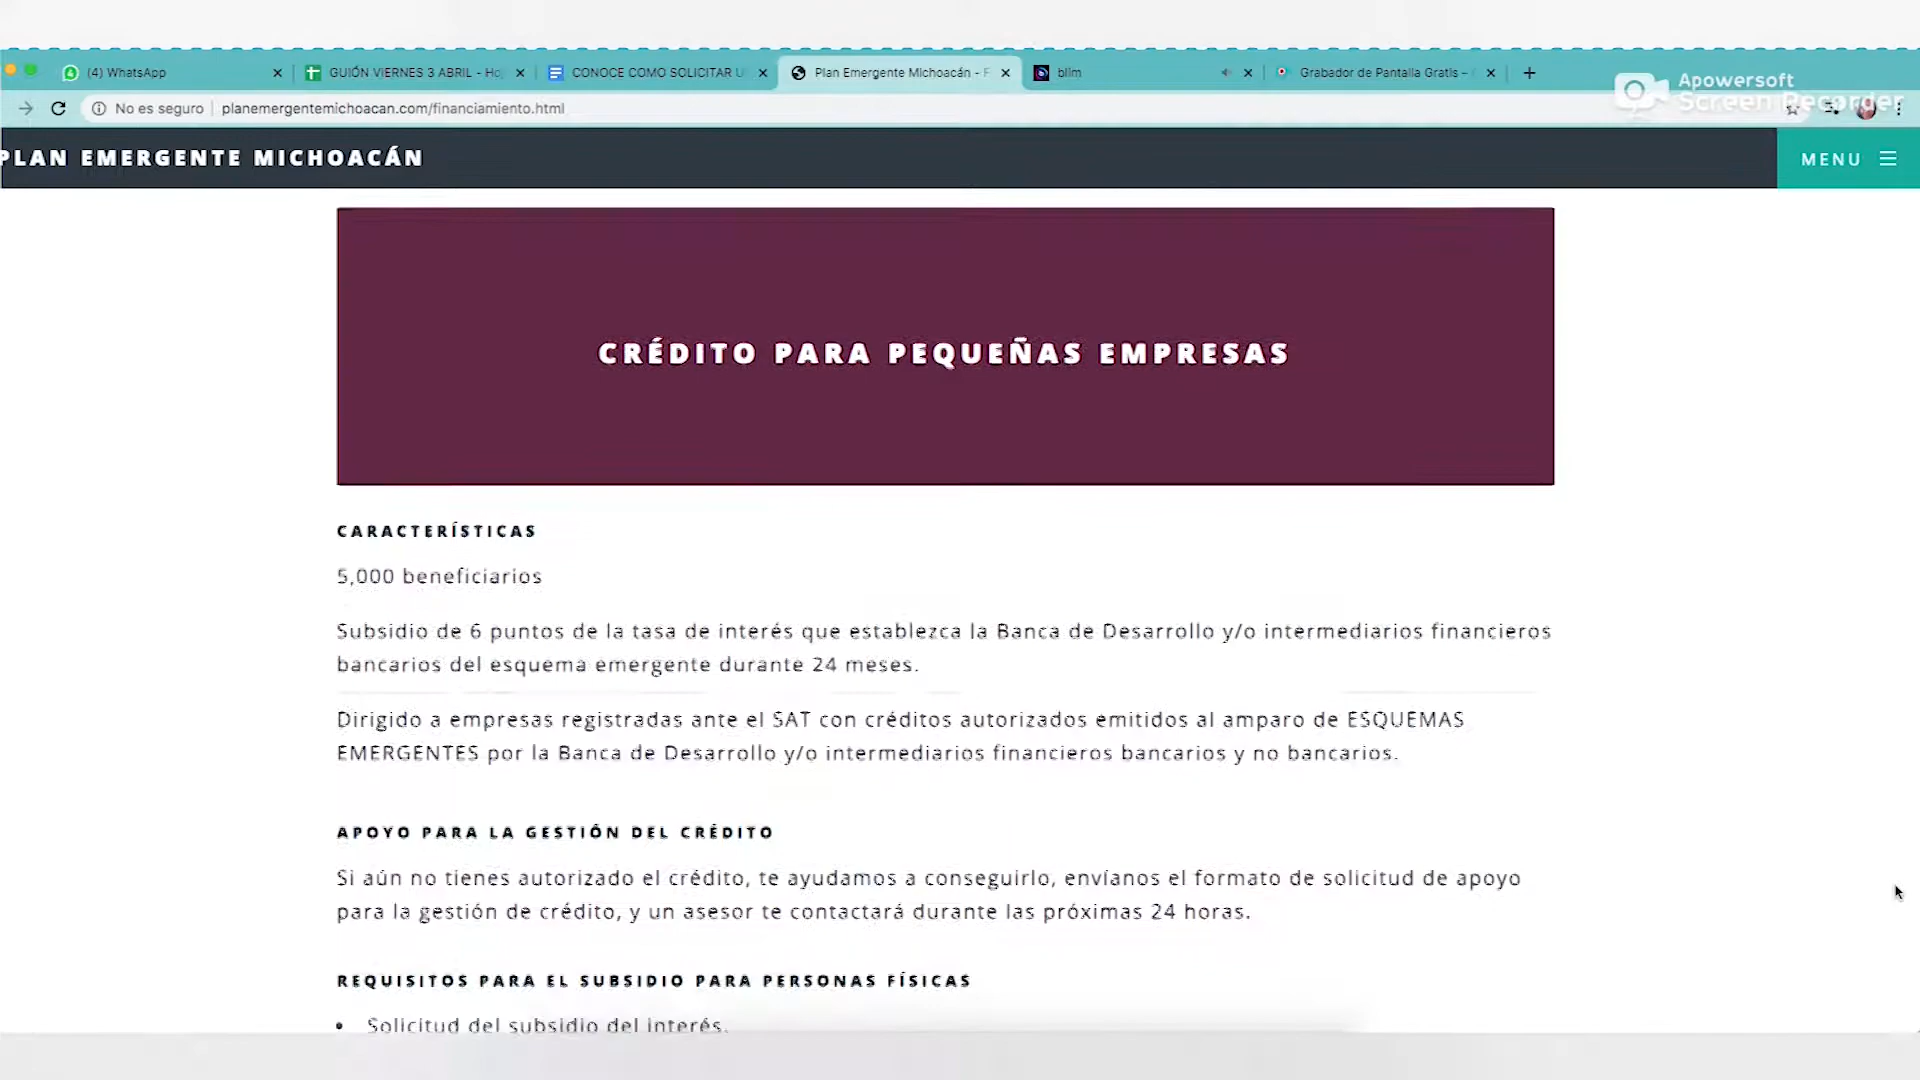 (4) WhatsApp
GUIÓN VIERNES 3 ABRIL - Ho
CONOCE COMO SOLICITAR U
Plan Emergente Michoacán - F
blim
Grabador de Pantalla Gratis –
Apowersoft
Screen Recorder
No es seguro
planemergentemichoacan.com/financiamiento.html
PLAN EMERGENTE MICHOACÁN
MENU
CRÉDITO PARA PEQUEÑAS EMPRESAS
CARACTERÍSTICAS
5,000 beneficiarios
Subsidio de 6 puntos de la tasa de interés que establezca la Banca de Desarrollo y/o intermediarios financieros
bancarios del esquema emergente durante 24 meses.
Dirigido a empresas registradas ante el SAT con créditos autorizados emitidos al amparo de ESQUEMAS
EMERGENTES por la Banca de Desarrollo y/o intermediarios financieros bancarios y no bancarios.
APOYO PARA LA GESTIÓN DEL CRÉDITO
Si aún no tienes autorizado el crédito, te ayudamos a conseguirlo, envíanos el formato de solicitud de apoyo
para la gestión de crédito, y un asesor te contactará durante las próximas 24 horas.
REQUISITOS PARA EL SUBSIDIO PARA PERSONAS FÍSICAS
• Solicitud del subsidio del interés.